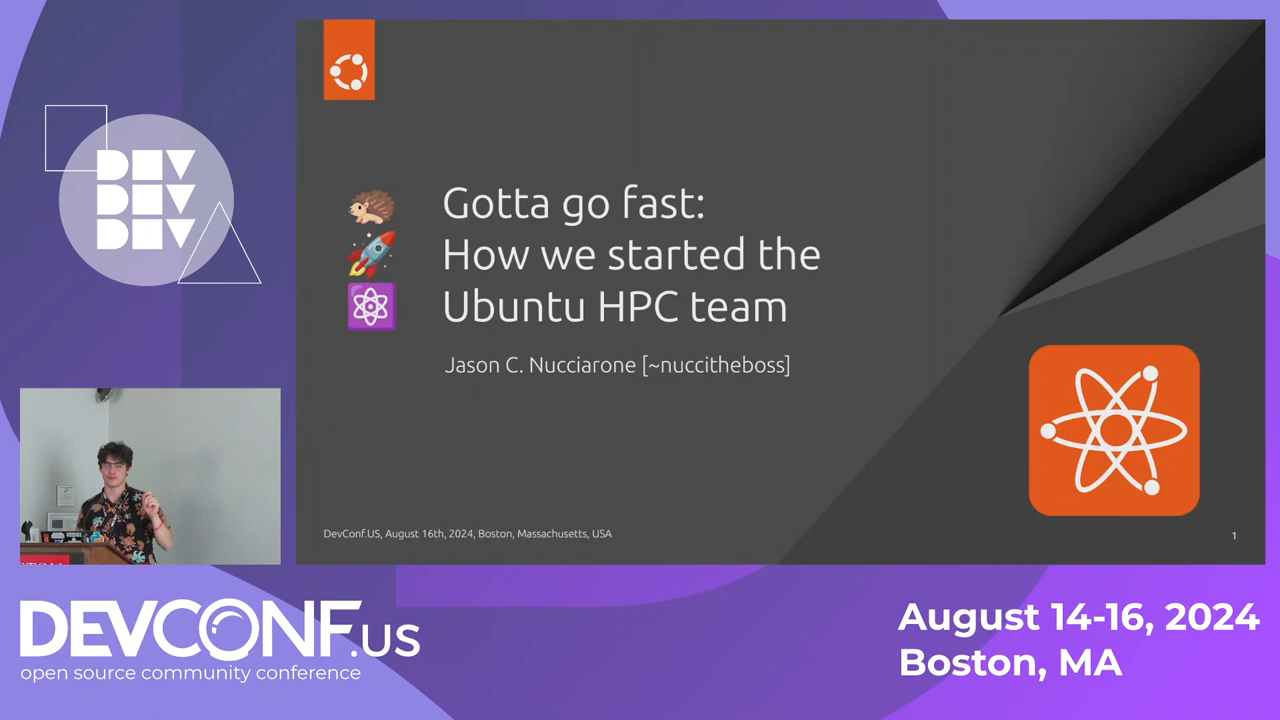 DEV
DEV
DEV
Gotta go fast:
How we started the
Ubuntu HPC team
Jason C. Nucciarone [~nuccitheboss]
DevConf.US, August 16th, 2024, Boston, Massachusetts, USA
1
DEVCONF.US
open source community conference
August 14-16, 2024
Boston, MA